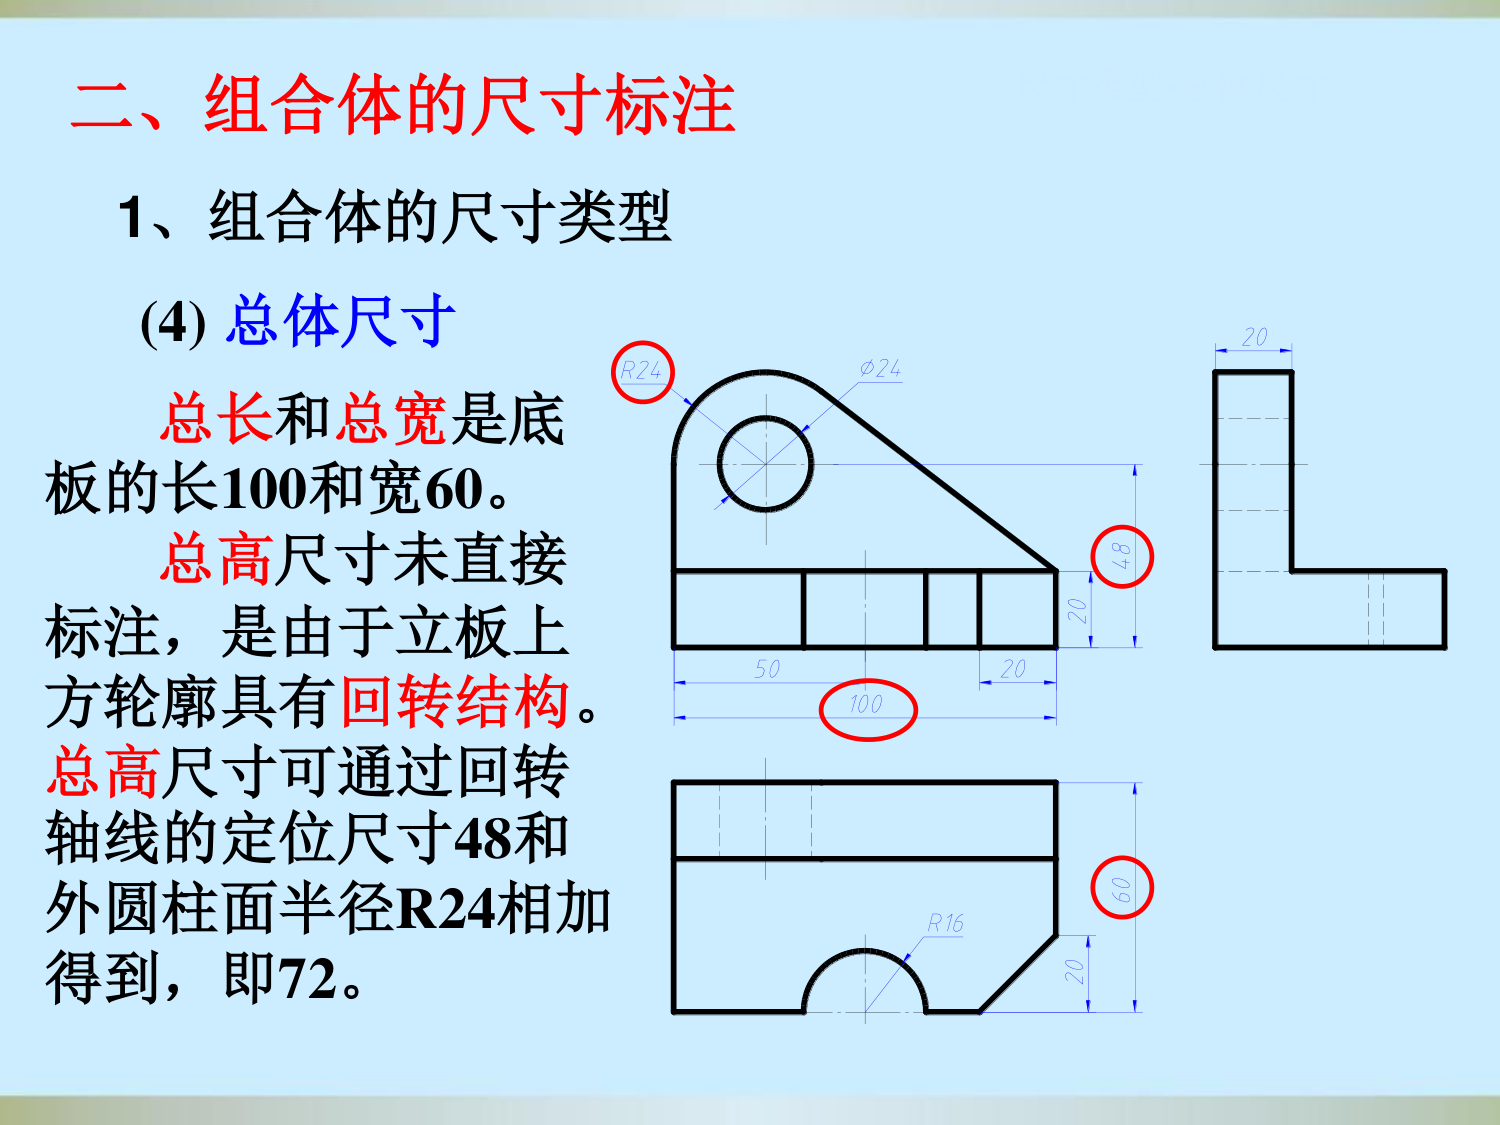 二、组合体的尺寸标注
1、组合体的尺寸类型
(4) 总体尺寸
总长和总宽是底
板的长100和宽60。
总高尺寸未直接
标注，是由于立板上
方轮廓具有回转结构。
总高尺寸可通过回转
轴线的定位尺寸48和
外圆柱面半径R24相加
得到，即72。
R24
ϕ24
20
48
20
50
20
100
60
R16
20